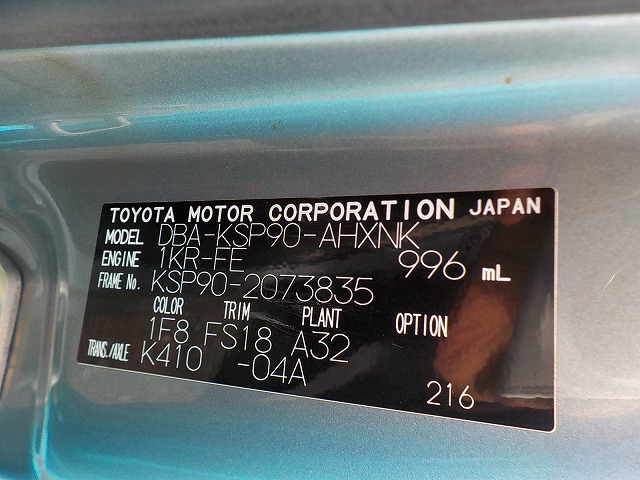 TOYOTA MOTOR CORPORATION JAPAN
MODEL DBA-KSP90-AHXNK
ENGINE 1KR-FE 996 mL
FRAME No. KSP90-2073835
COLOR TRIM PLANT OPTION
1F8 FS18 A32
TRANS./AXLE K410 -04A
216